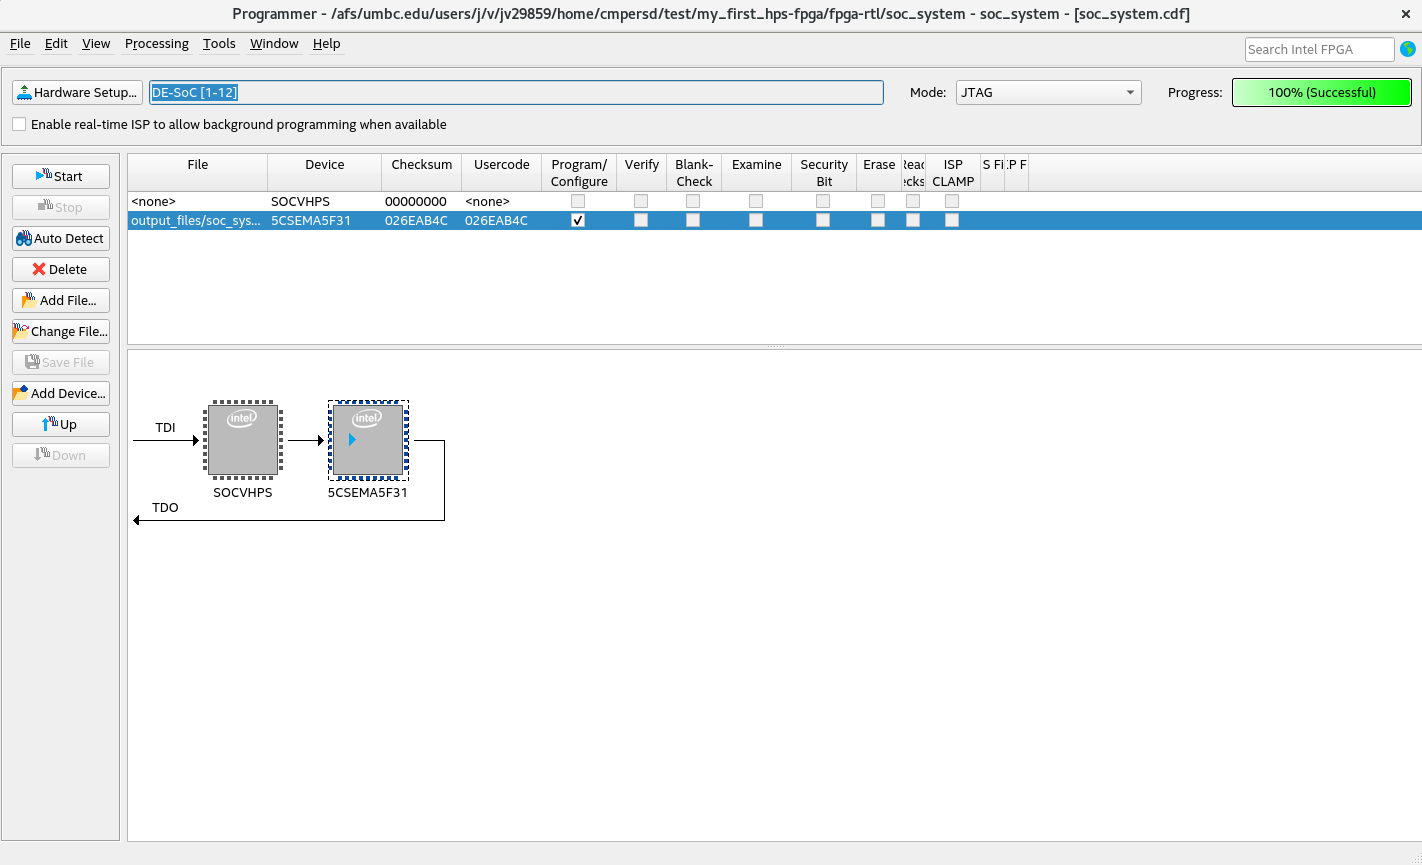 Programmer - /afs/umbc.edu/users/j/v/jv29859/home/cmpersd/test/my_first_hps-fpga/fpga-rtl/soc_system - soc_system - [soc_system.cdf]
File Edit View Processing Tools Window Help
Search Intel FPGA
Hardware Setup... DE-SoC [1-12] Mode: JTAG Progress: 100% (Successful)
Enable real-time ISP to allow background programming when available
Start
Stop
Auto Detect
Delete
Add File...
Change File...
Save File
Add Device...
Up
Down
File Device Checksum Usercode Program/ Verify Blank- Examine Security Erase ISP
Configure Check Bit CLAMP
<none> SOCVHPS 00000000 <none>
output_files/soc_sys... 5CSEMA5F31 026EAB4C 026EAB4C
TDI
intel intel
SOCVHPS 5CSEMA5F31
TDO